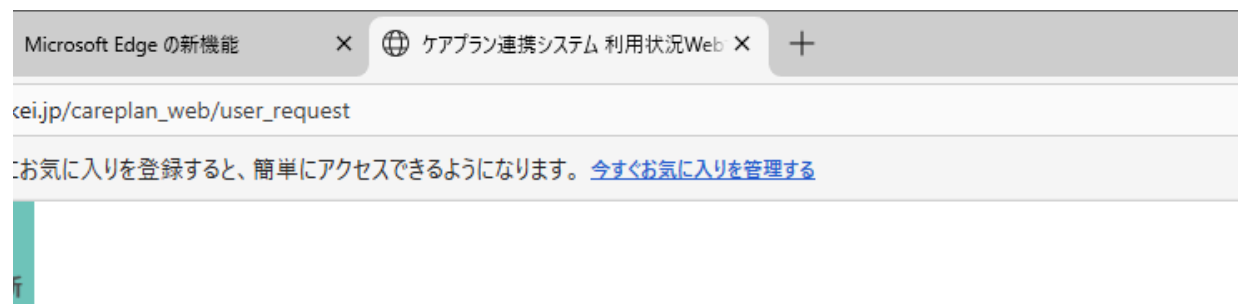 Microsoft Edge の新機能
ケアプラン連携システム 利用状況Web
kei.jp/careplan_web/user_request
にお気に入りを登録すると、簡単にアクセスできるようになります。 今すぐお気に入りを管理する